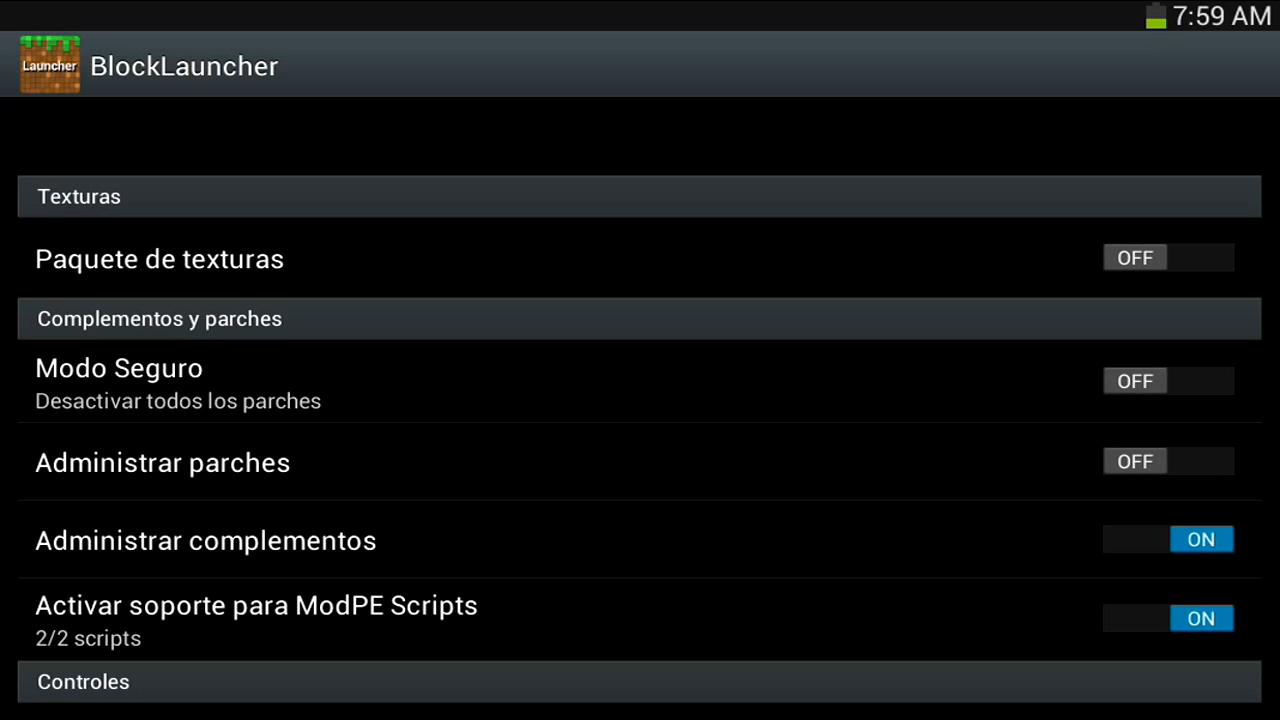 7:59 AM
Launcher
BlockLauncher
Texturas
Paquete de texturas
OFF
Complementos y parches
Modo Seguro
Desactivar todos los parches
OFF
Administrar parches
OFF
Administrar complementos
ON
Activar soporte para ModPE Scripts
2/2 scripts
ON
Controles